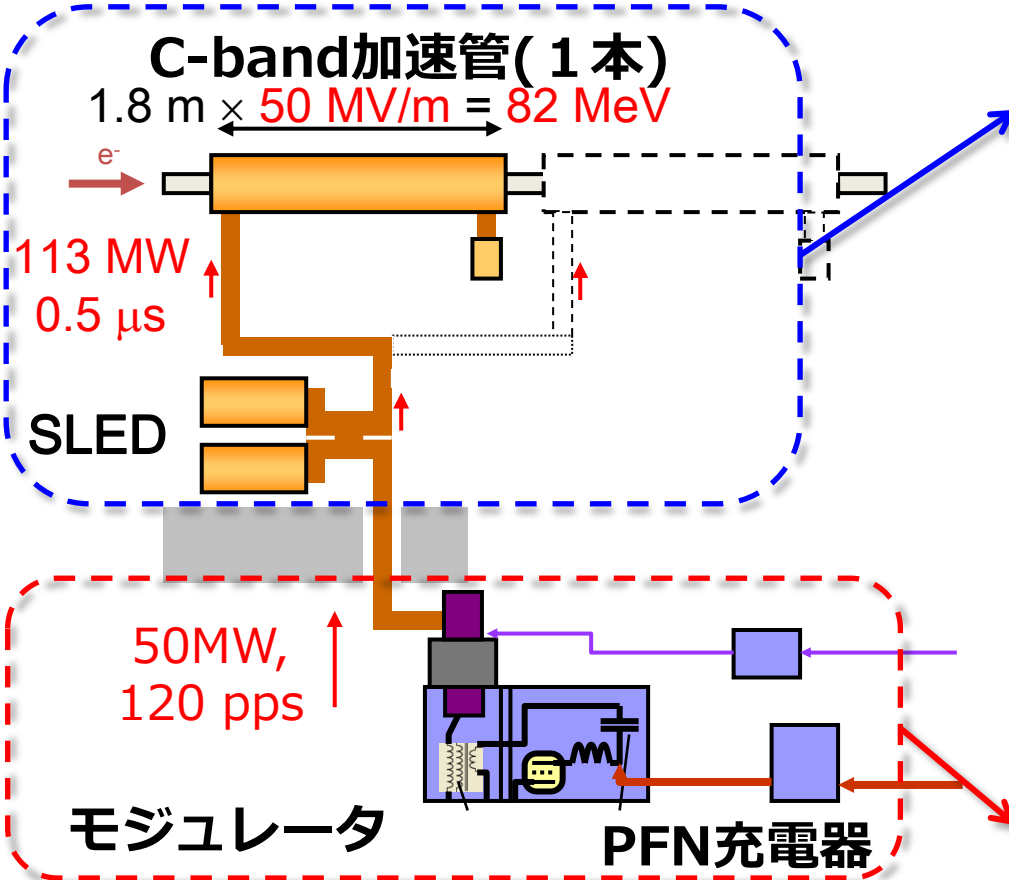 C-band加速管(１本)
1.8 m × 50 MV/m = 82 MeV
e-
113 MW
0.5 μs
SLED
50MW,
120 pps
モジュレータ
PFN充電器